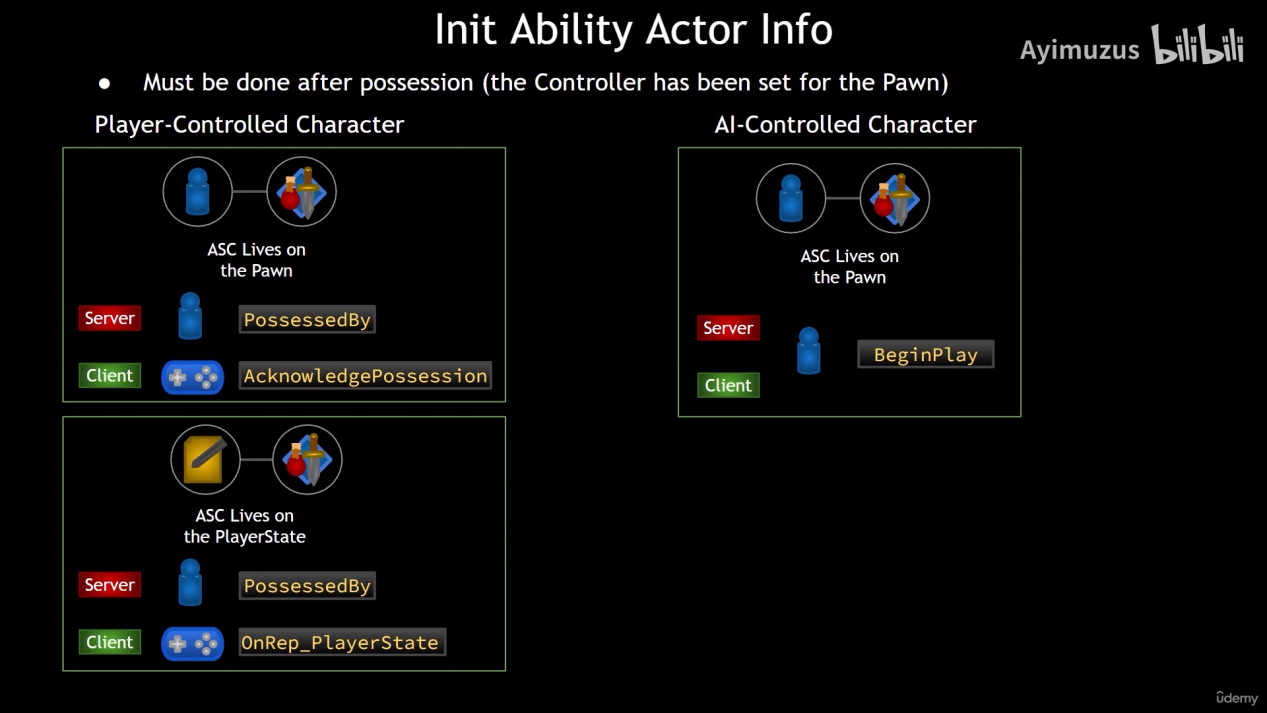 Init Ability Actor Info
Ayimuzus bilibili
● Must be done after possession (the Controller has been set for the Pawn)
Player-Controlled Character
ASC Lives on
the Pawn
Server
PossessedBy
Client
AcknowledgePossession
ASC Lives on
the PlayerState
Server
PossessedBy
Client
OnRep_PlayerState
AI-Controlled Character
ASC Lives on
the Pawn
Server
BeginPlay
Client
ûdemy